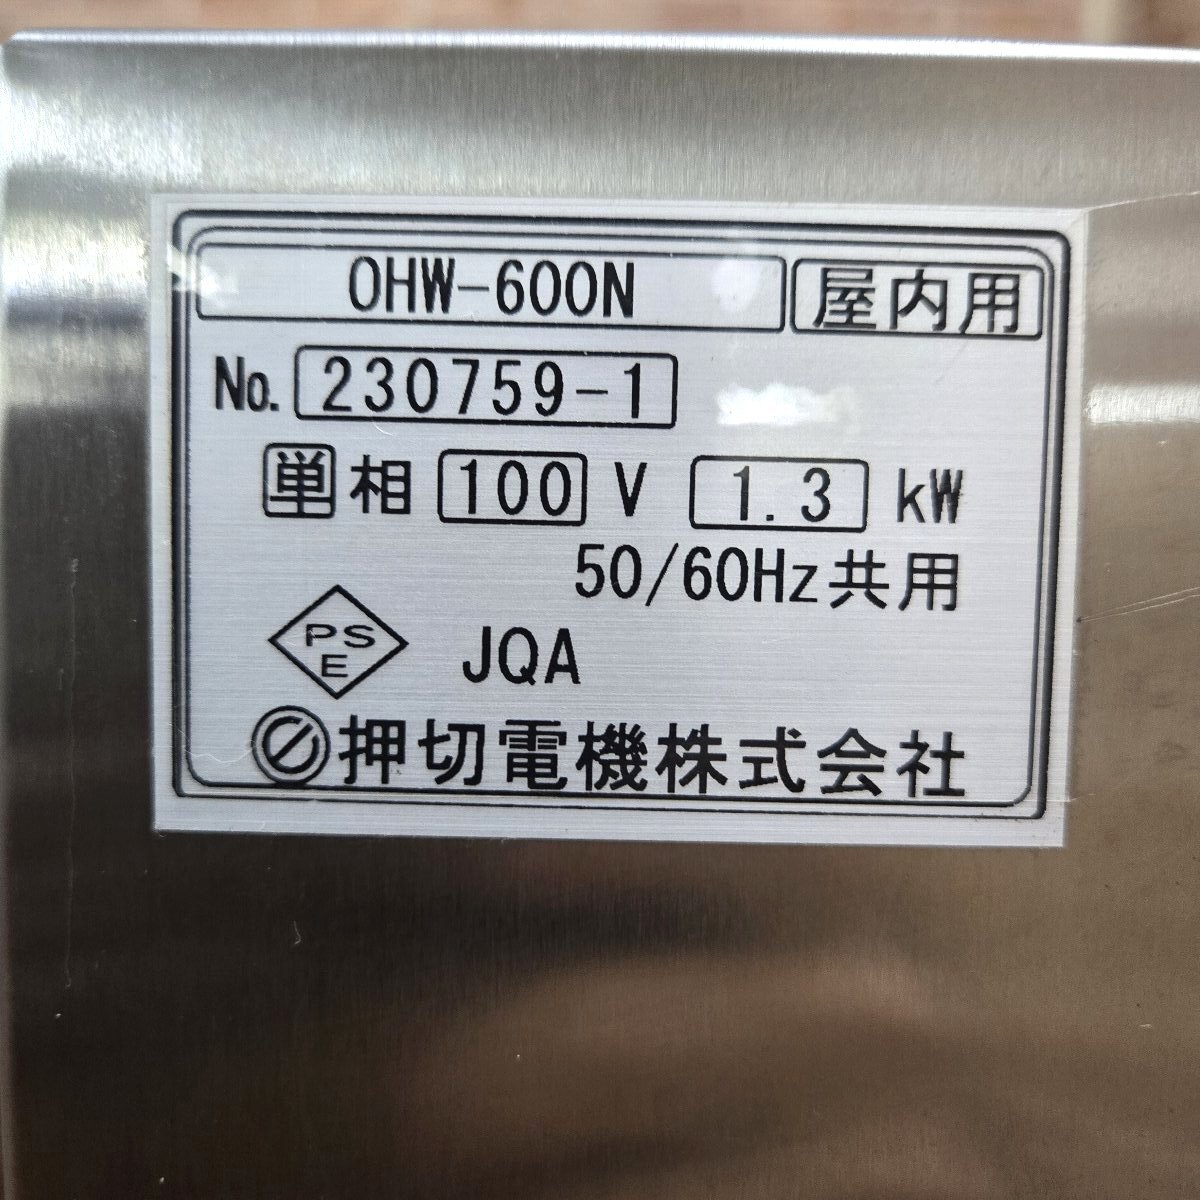 OHW-600N 屋内用
No. 230759-1
単相 100 V 1.3 kW
50/60Hz共用
PS
E JQA
押切電機株式会社